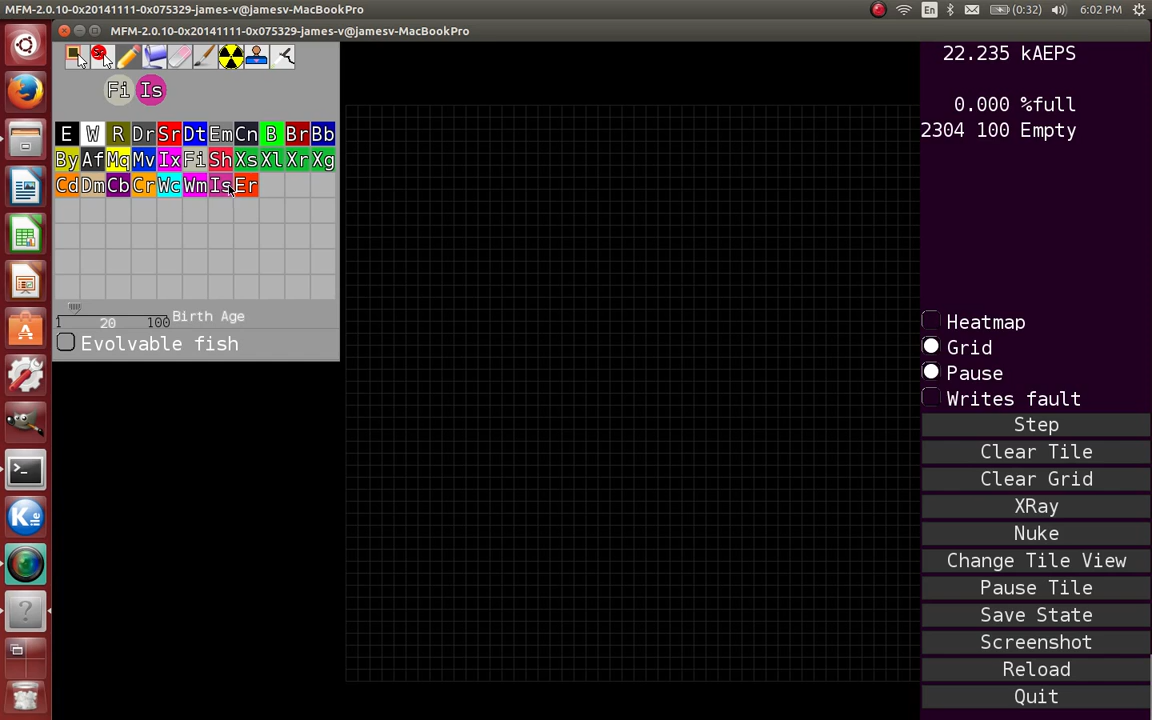 MFM-2.0.10-0x20141111-0x075329-james-v@jamesv-MacBookPro
En
(0:32)
6:02 PM
MFM-2.0.10-0x20141111-0x075329-james-v@jamesv-MacBookPro
Fi Is
E W R Dr Sr Dt Em Cn B Br Bb
By Af Mq Mv Ix Fi Sh Xs Xl Xr Xg
Cd Dm Cb Cr Wc Wm Is Er
1 20 100 Birth Age
Evolvable fish
22.235 kAEPS
0.000 %full
2304 100 Empty
Heatmap
Grid
Pause
Writes fault
Step
Clear Tile
Clear Grid
XRay
Nuke
Change Tile View
Pause Tile
Save State
Screenshot
Reload
Quit